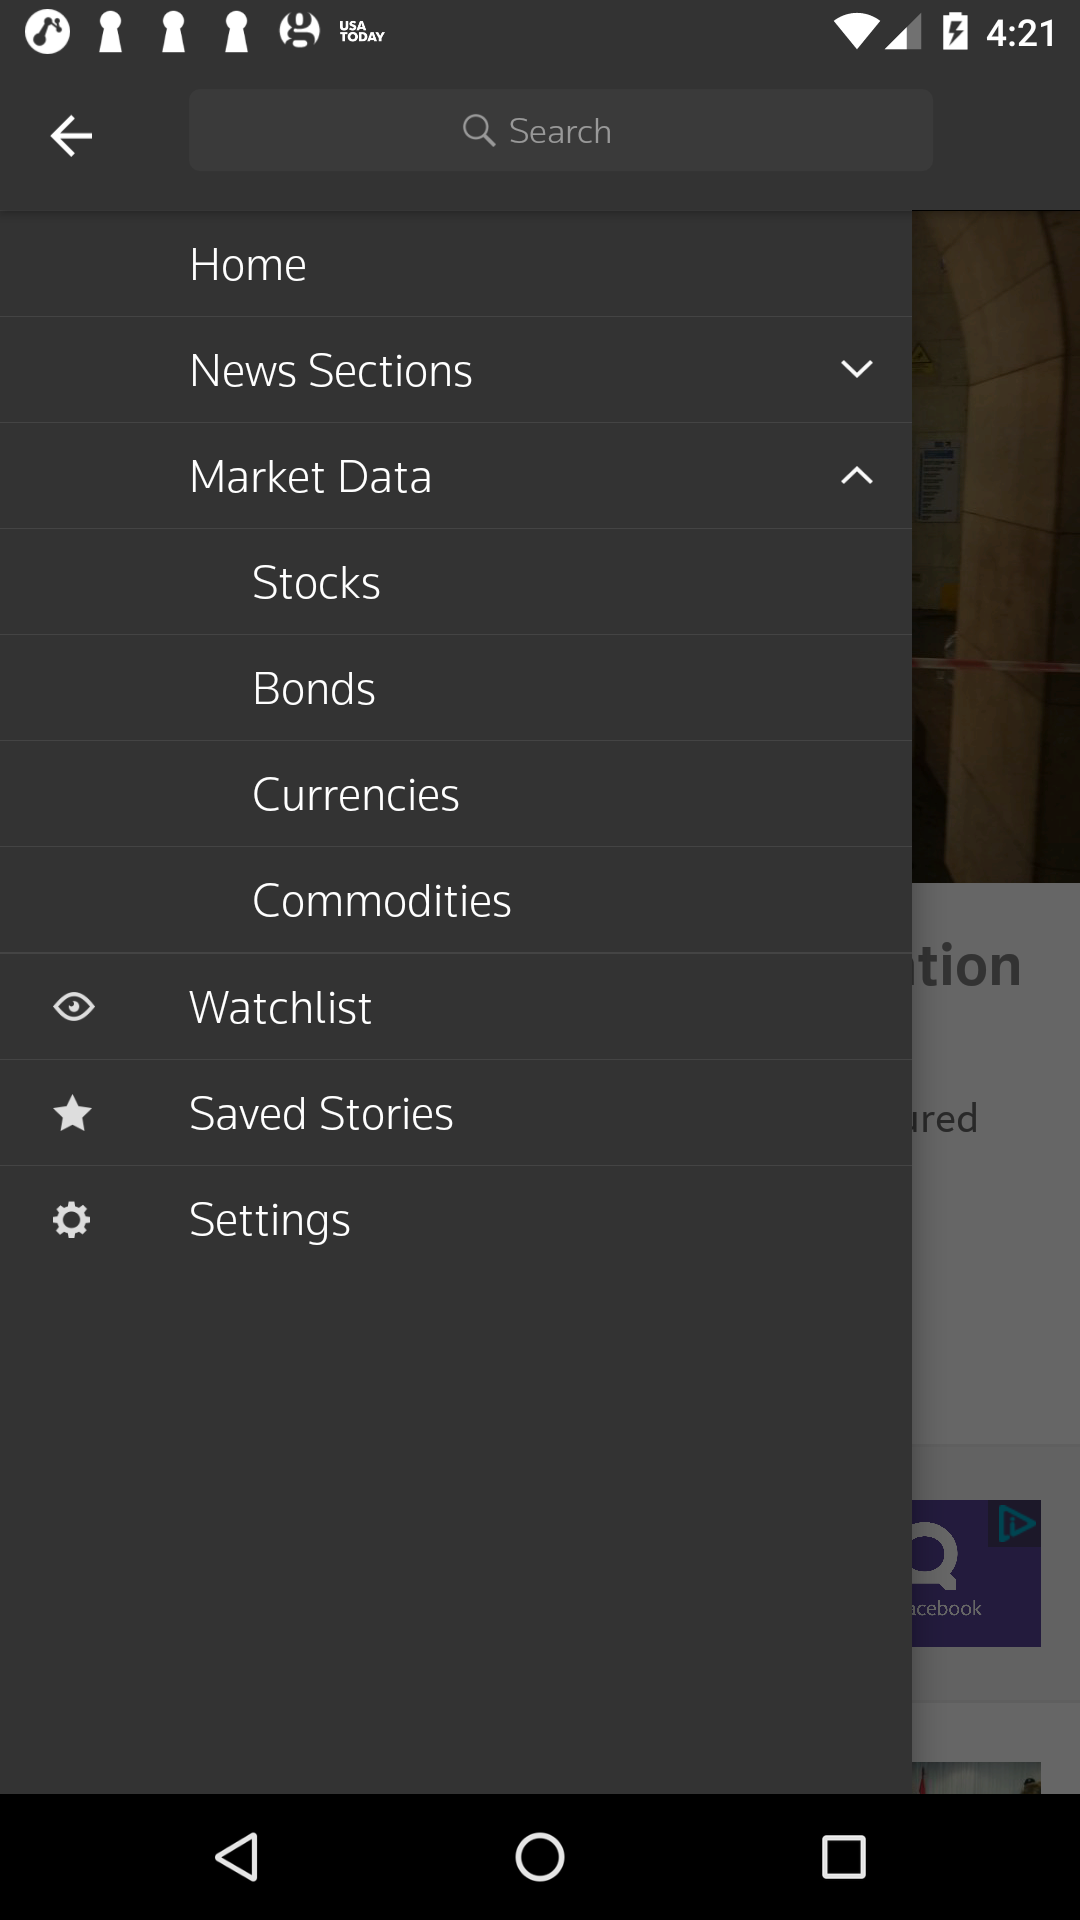 USA
TODAY
4:21
Search
Home
News Sections
Market Data
Stocks
Bonds
Currencies
Commodities
tion
Watchlist
Saved Stories
ured
Settings
acebook